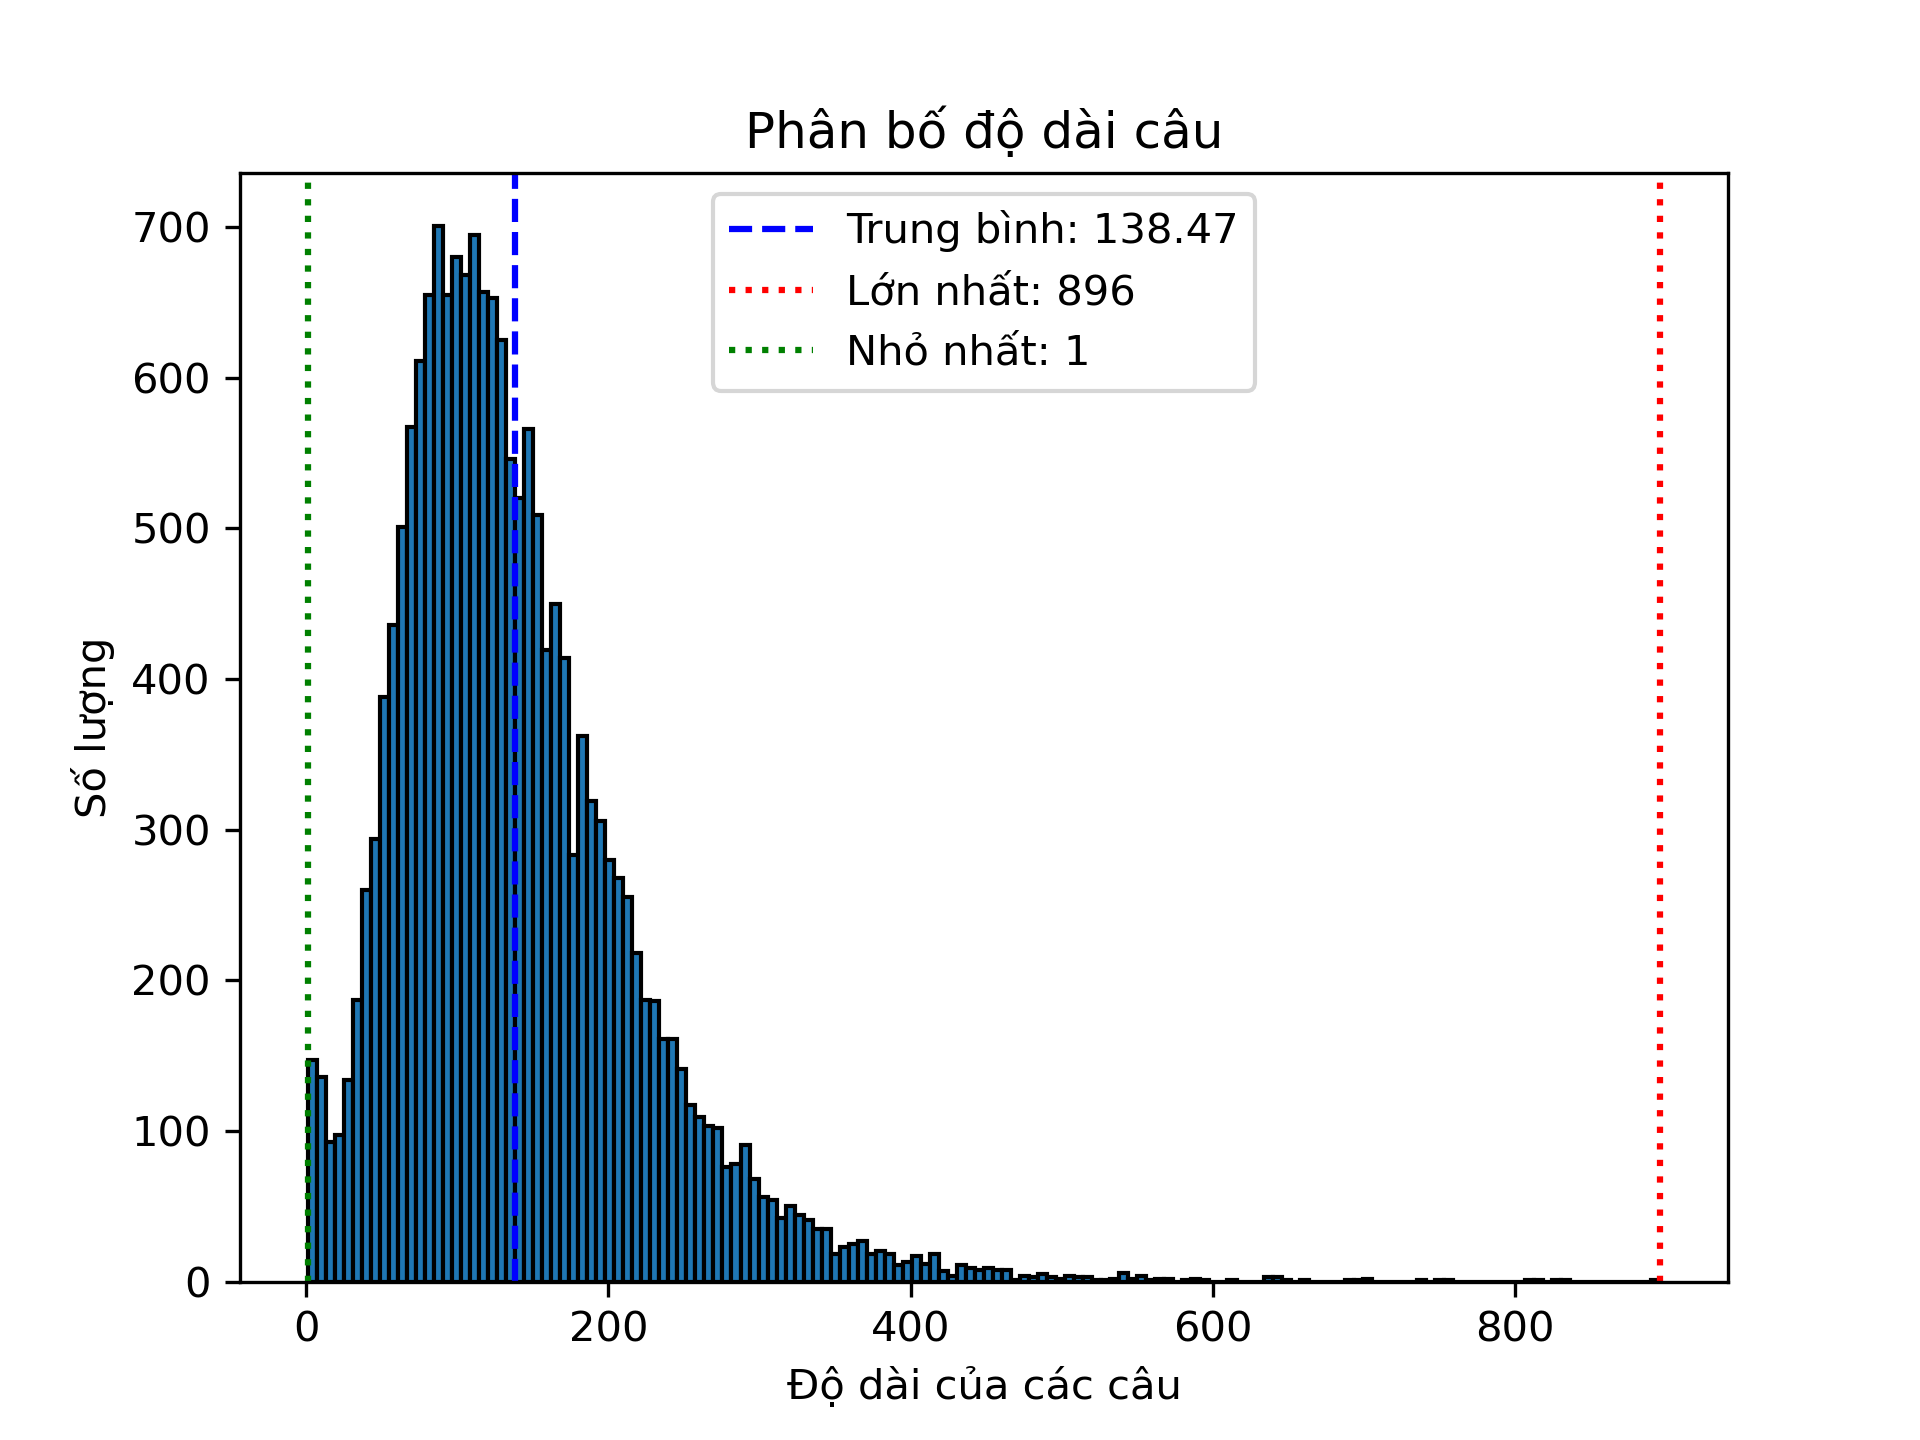 Phân bố độ dài câu
Trung bình: 138.47
Lớn nhất: 896
Nhỏ nhất: 1
700
600
500
400
300
200
100
0
Số lượng
0 200 400 600 800
Độ dài của các câu